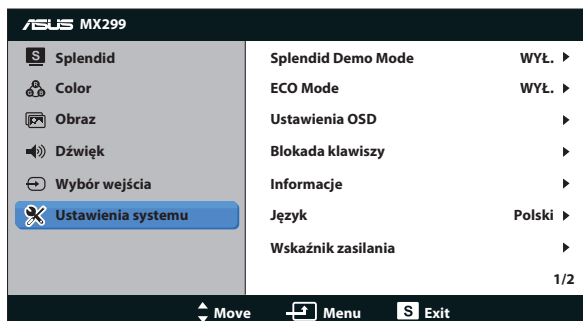 ASUS MX299
S Splendid
Color
Obraz
Dźwięk
Wybór wejścia
Ustawienia systemu
Splendid Demo Mode WYŁ.
ECO Mode WYŁ.
Ustawienia OSD
Blokada klawiszy
Informacje
Język Polski
Wskaźnik zasilania
1/2
Move Menu S Exit